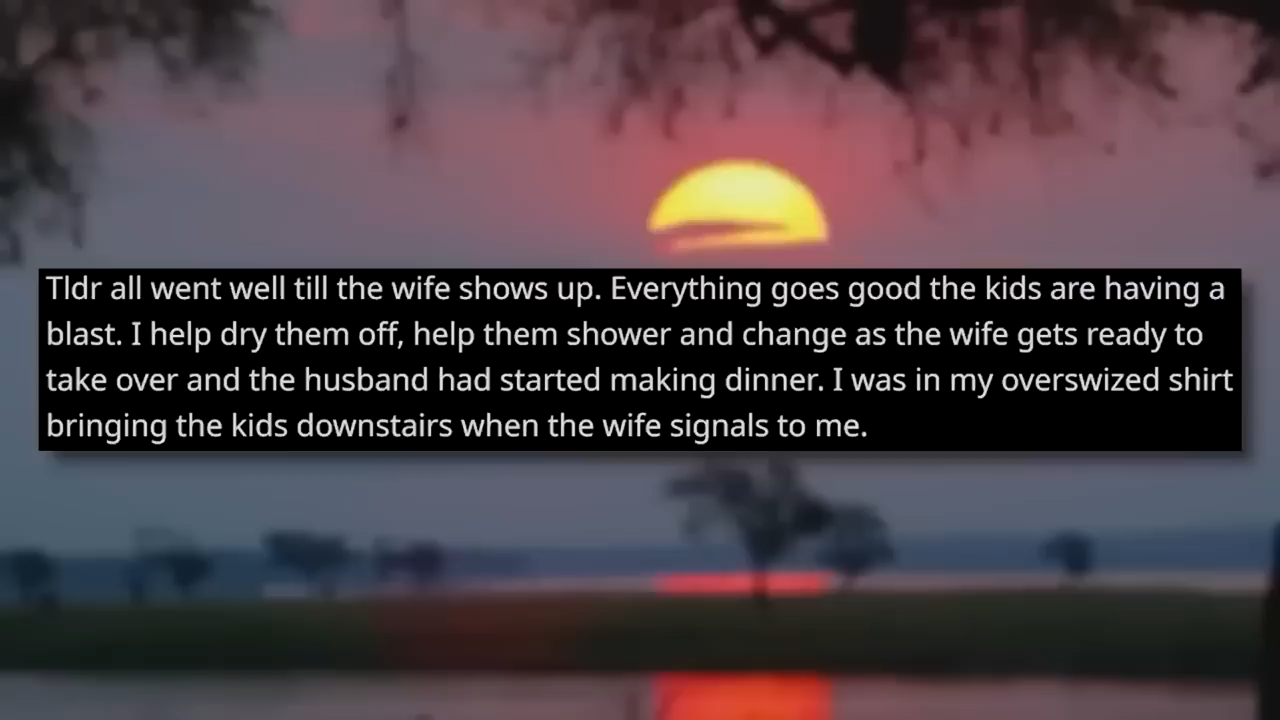 Tldr all went well till the wife shows up. Everything goes good the kids are having a
blast. I help dry them off, help them shower and change as the wife gets ready to
take over and the husband had started making dinner. I was in my overswized shirt
bringing the kids downstairs when the wife signals to me.